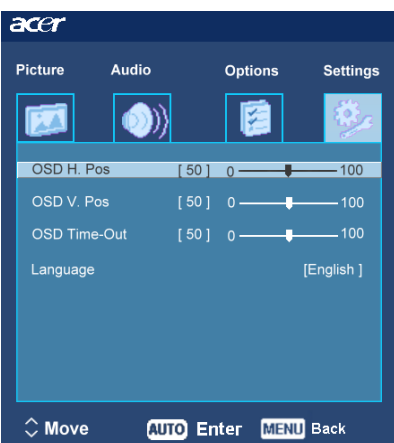 acer
Picture Audio Options Settings
OSD H. Pos [ 50 ] 0 100
OSD V. Pos [ 50 ] 0 100
OSD Time-Out [ 50 ] 0 100
Language [English ]
Move AUTO Enter MENU Back